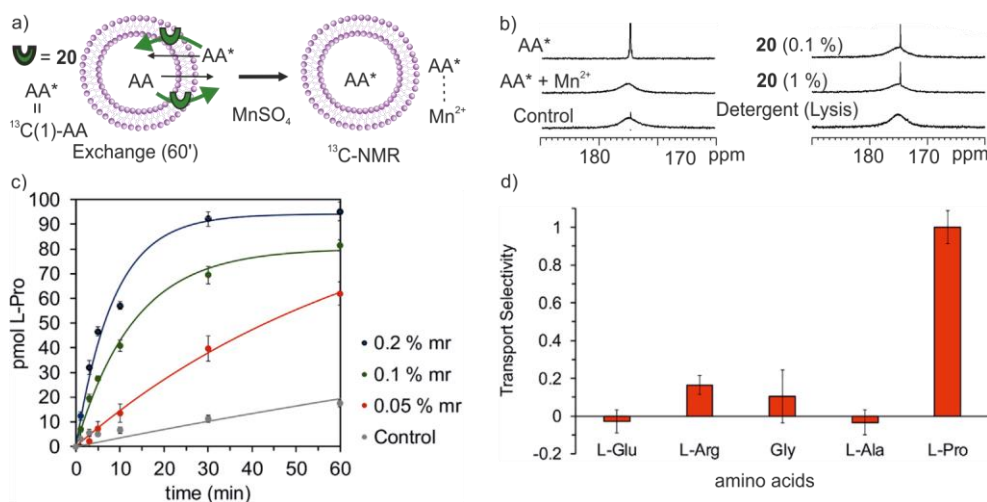 a)
= 20
AA*
=
¹³C(1)-AA
AA
AA*
Exchange (60')
MnSO₄
AA*
AA*
Mn²⁺
¹³C-NMR
b)
AA*
AA* + Mn²⁺
Control
180 170 ppm
20 (0.1 %)
20 (1 %)
Detergent (Lysis)
180 160 ppm
c)
pmol L-Pro
100
90
80
70
60
50
40
30
20
10
0
0 10 20 30 40 50 60
time (min)
0.2 % mr
0.1 % mr
0.05 % mr
Control
d)
Transport Selectivity
1
0.8
0.6
0.4
0.2
0
-0.2
L-Glu L-Arg Gly L-Ala L-Pro
amino acids